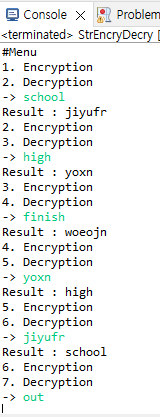 Console
Problem
<terminated> StrEncryDecry [
#Menu
1. Encryption
2. Decryption
-> school
Result : jiyufr
2. Encryption
3. Decryption
-> high
Result : yoxn
3. Encryption
4. Decryption
-> finish
Result : woeojn
4. Encryption
5. Decryption
-> yoxn
Result : high
5. Encryption
6. Decryption
-> jiyufr
Result : school
6. Encryption
7. Decryption
-> out